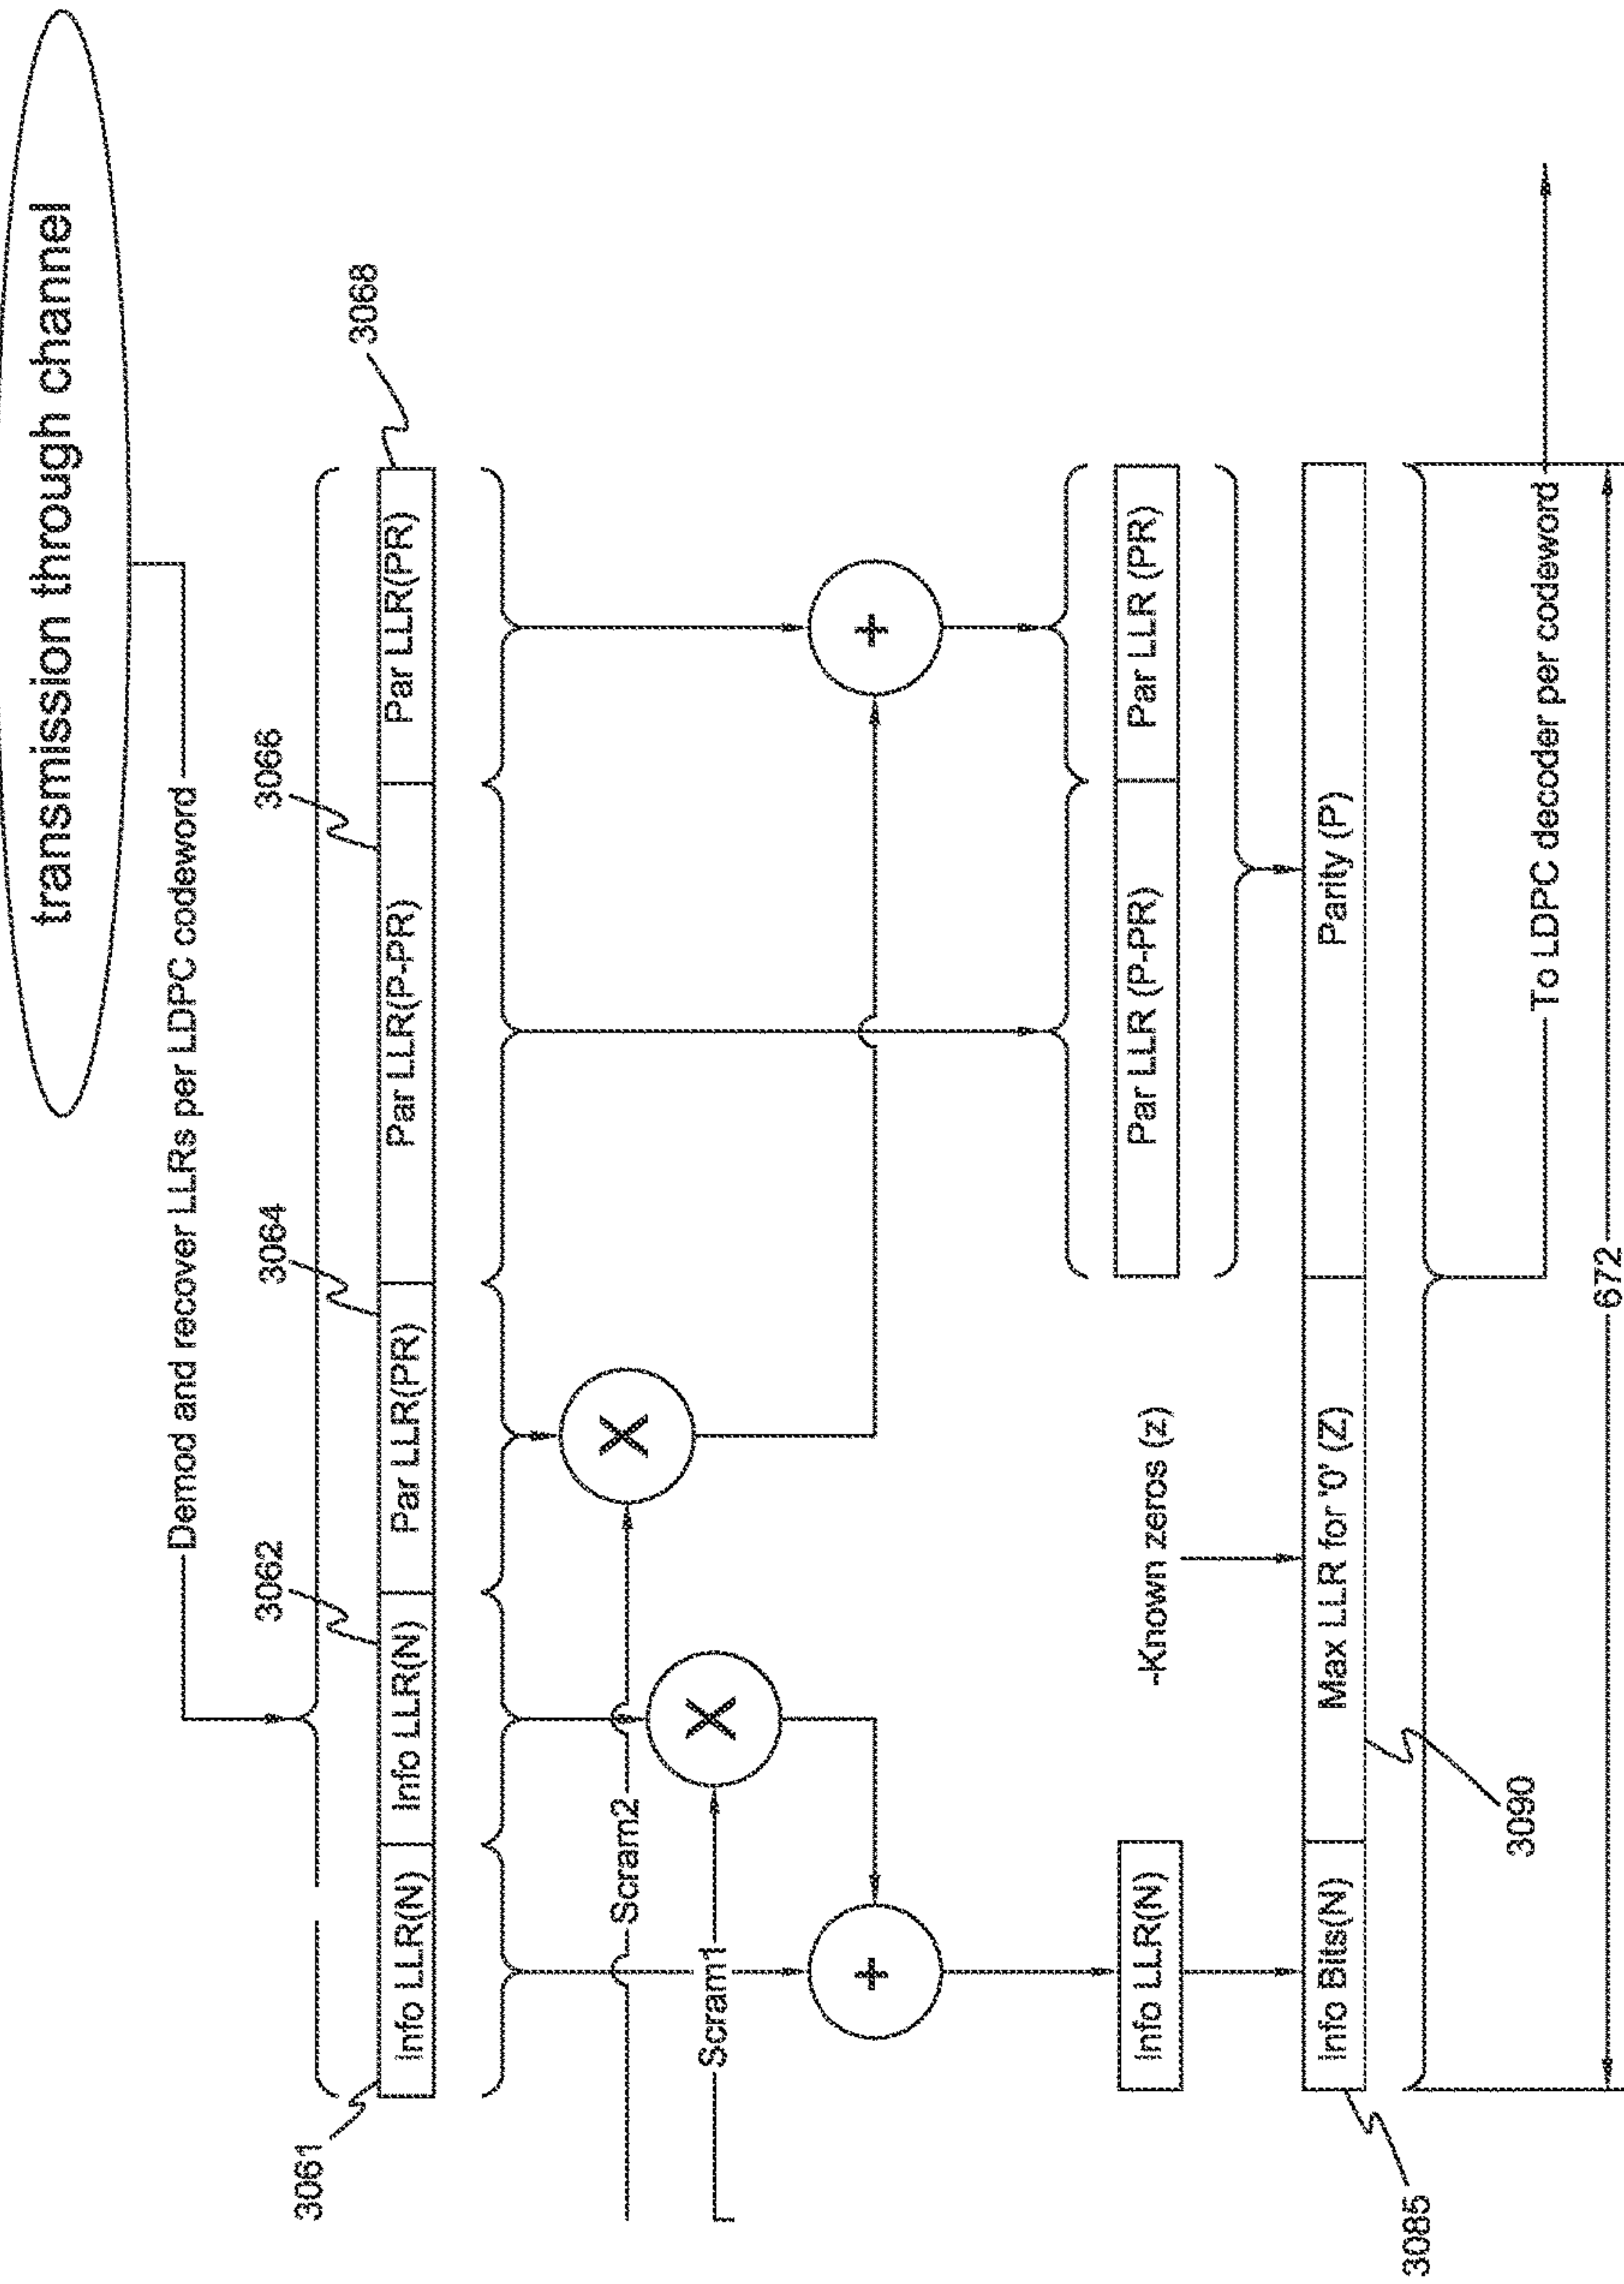 transmission through channel
Demod and recover LLRs per LDPC codeword
3061
3062
3064
3066
3068
Info LLR(N)
Info LLR(N)
Par LLR(PR)
Par LLR(P-PR)
Par LLR(PR)
Scram2
X
Scram1
X
+
+
Info LLR(N)
-Known zeros (z)
Par LLR (P-PR)
Par LLR (PR)
Info Bits(N)
Max LLR for '0' (Z)
Parity (P)
3085
3090
To LDPC decoder per codeword
672